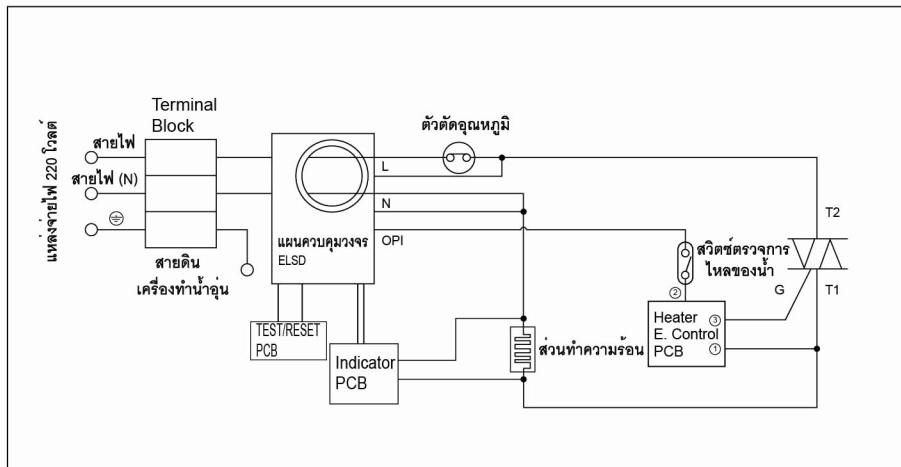 แหล่งจ่ายไฟ 220 โวลต์
Terminal
Block
สายไฟ
สายไฟ (N)
สายดิน
เครื่องทำน้ำอุ่น
แผนควบคุมวงจร
ELSD
L
N
OPI
ตัวตัดอุณหภูมิ
TEST/RESET
PCB
Indicator
PCB
ส่วนทำความร้อน
สวิตซ์ตรวจการ
ไหลของน้ำ
②
Heater
E. Control
PCB
③
①
G
T2
T1